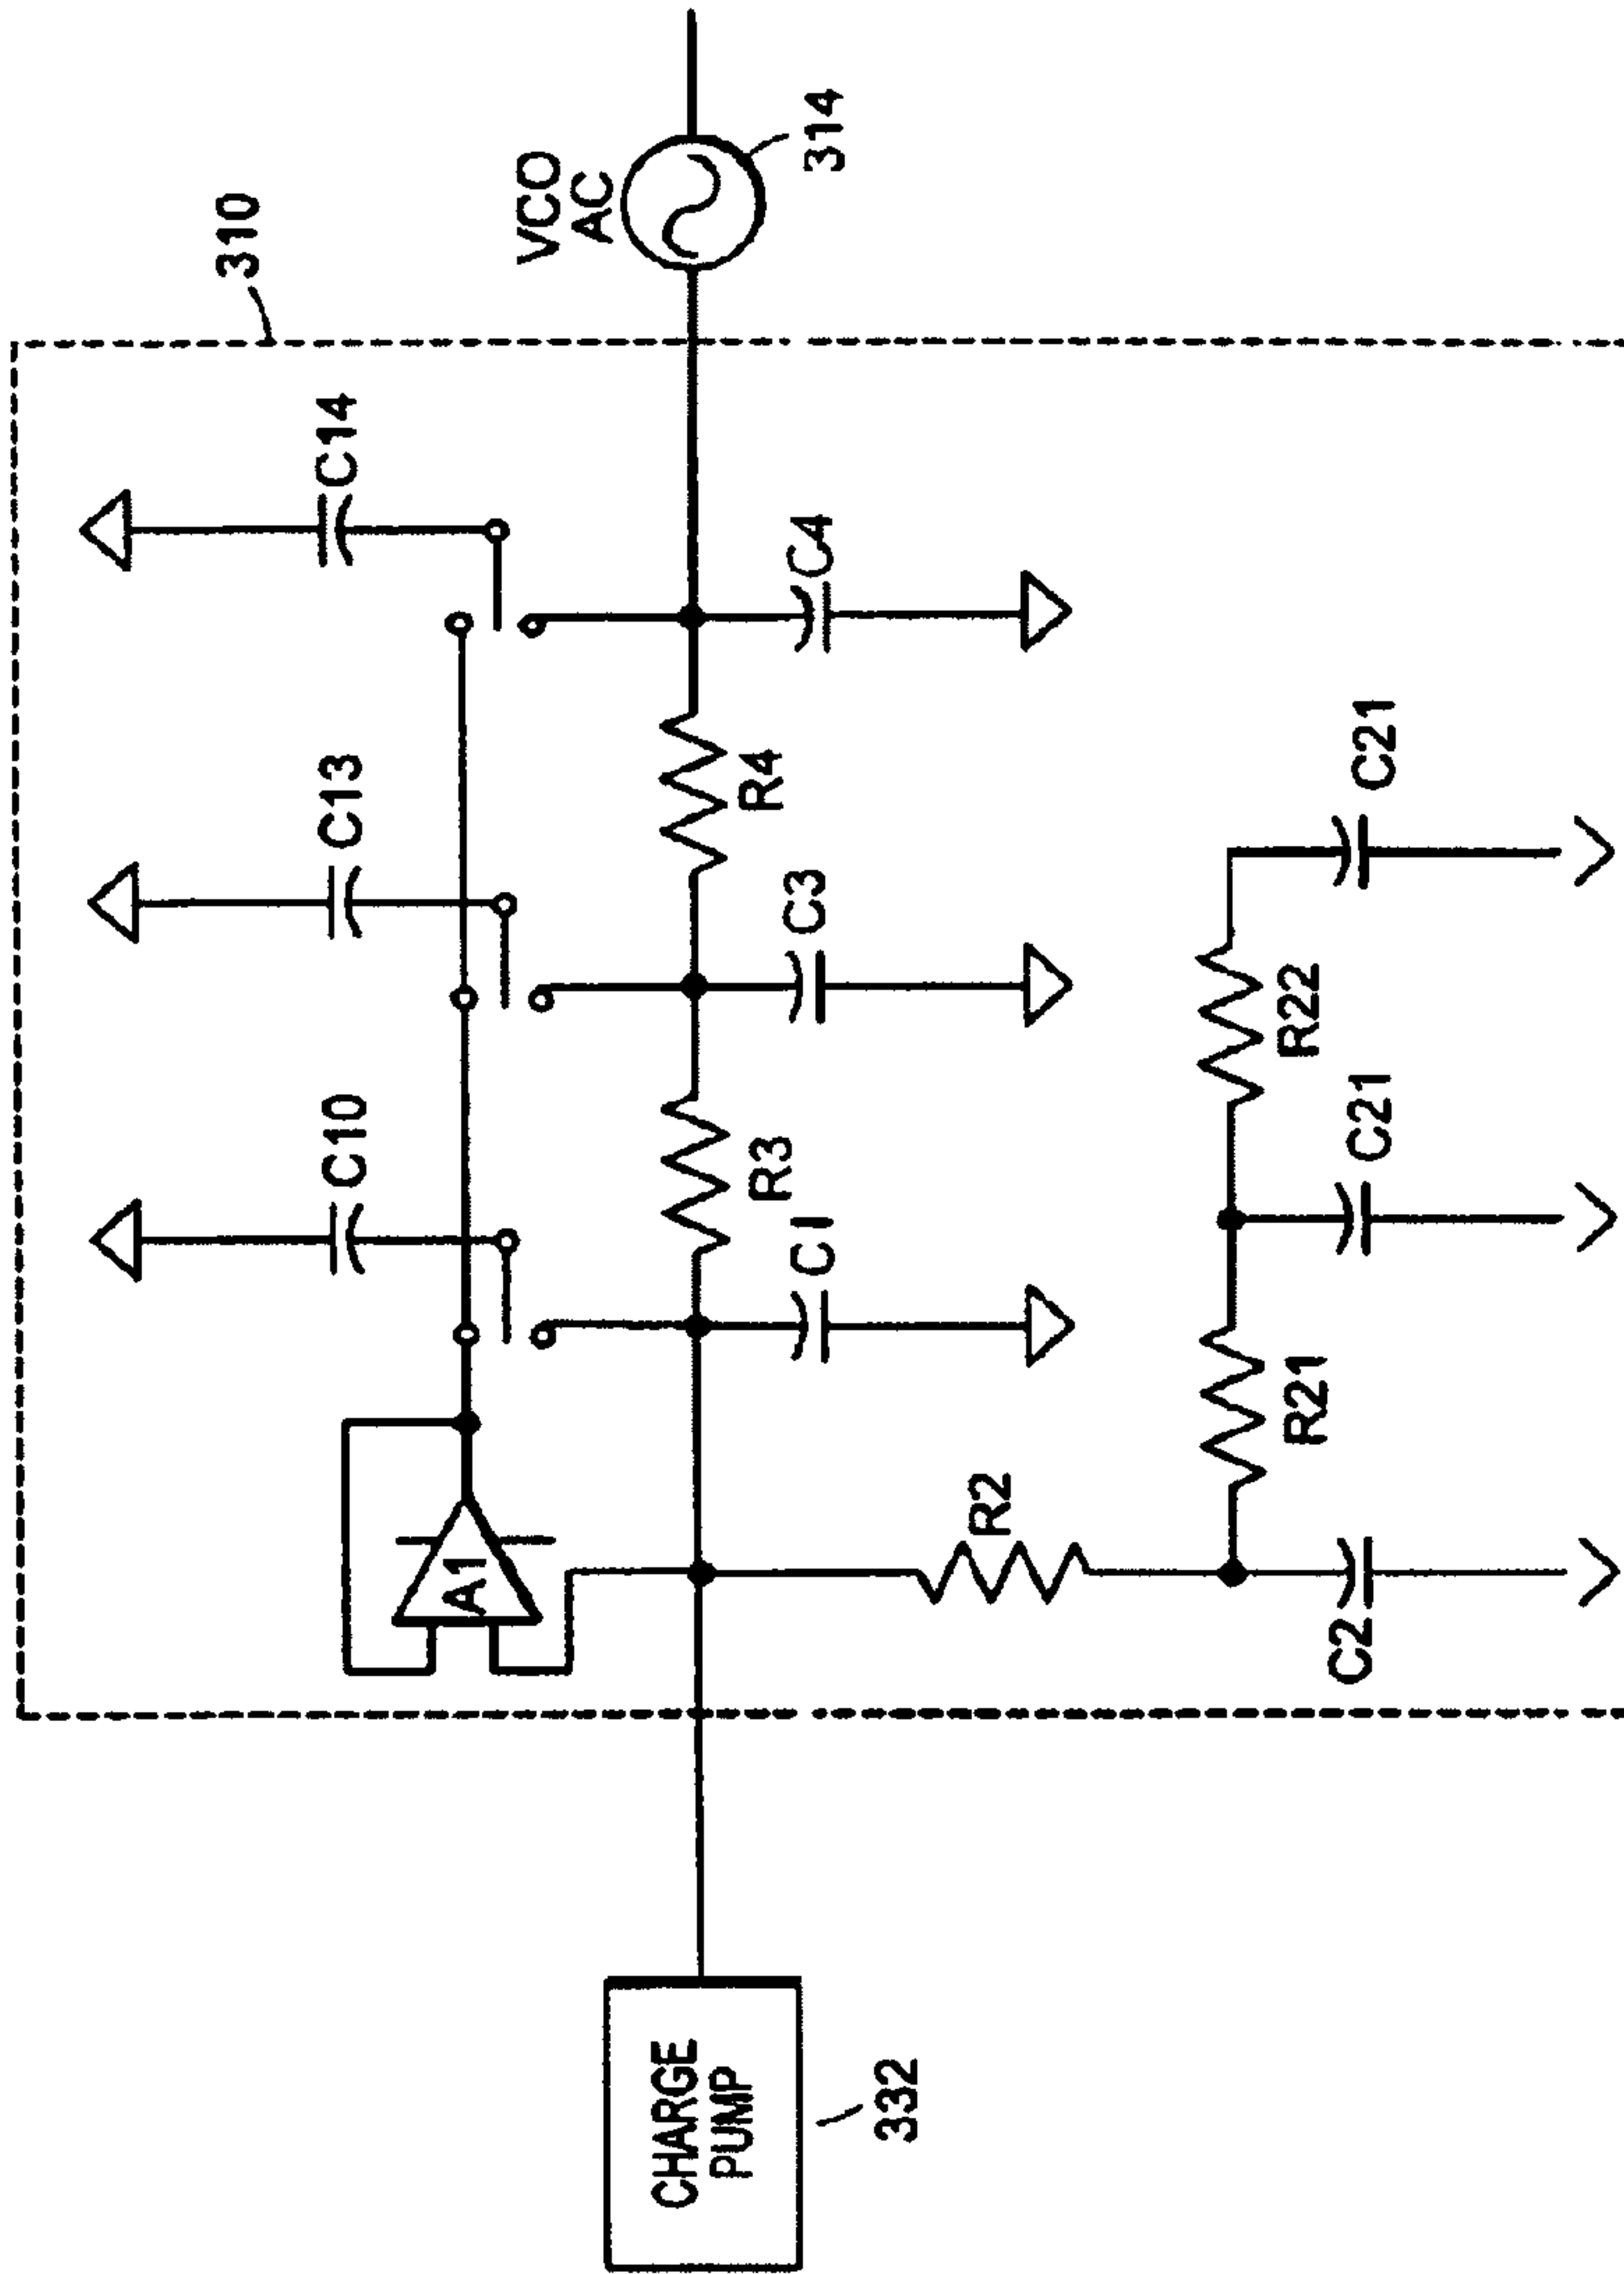 310
C10
C13
C14
A1
VCO
AC
314
R3
R4
C1
C3
C4
CHARGE
PUMP
332
R2
R21
R22
C2
C21
C21